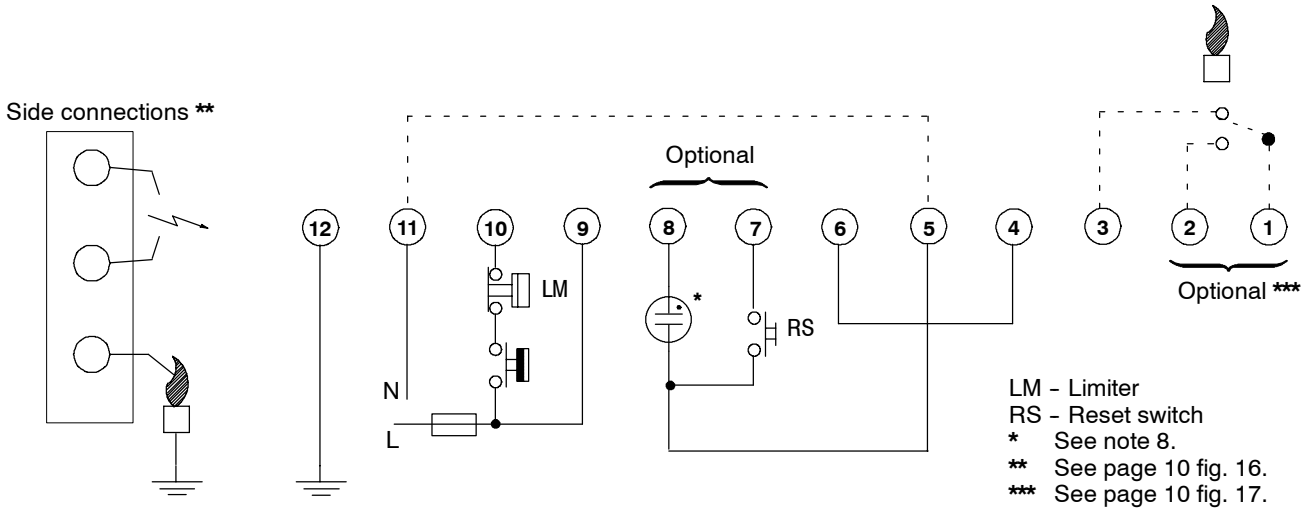 Side connections **
Optional
12 11 10 9 8 7 6 5 4 3 2 1
*
LM
RS
Optional ***
N
L
LM - Limiter
RS - Reset switch
* See note 8.
** See page 10 fig. 16.
*** See page 10 fig. 17.